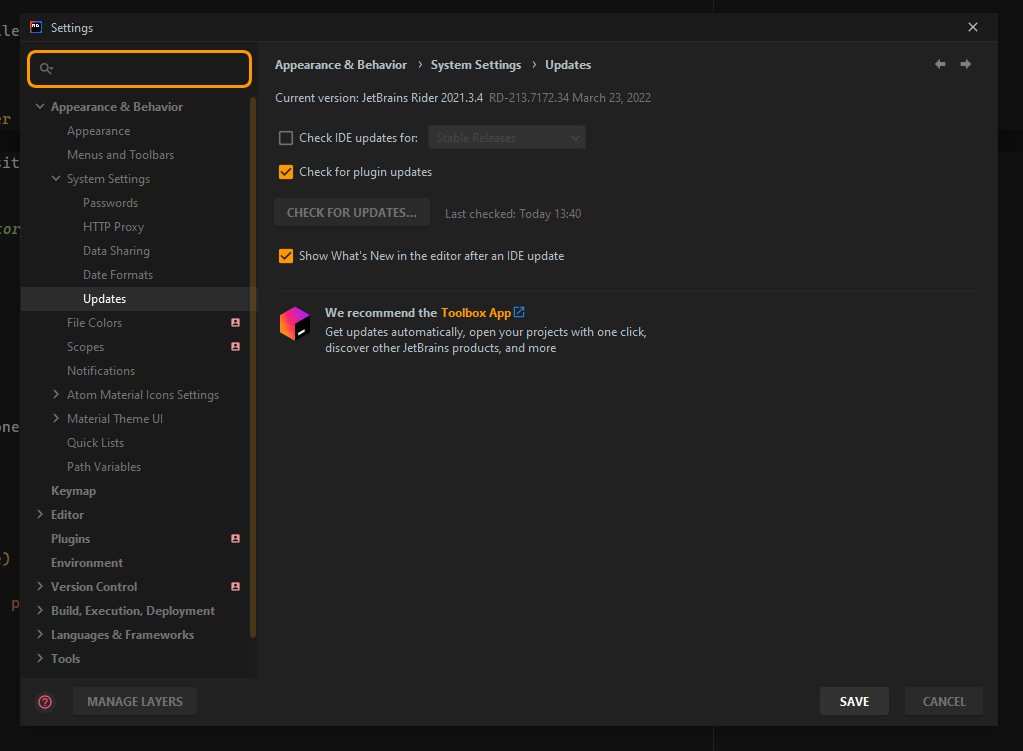 Settings
Appearance & Behavior
Appearance
Menus and Toolbars
System Settings
Passwords
HTTP Proxy
Data Sharing
Date Formats
Updates
File Colors
Scopes
Notifications
Atom Material Icons Settings
Material Theme UI
Quick Lists
Path Variables
Keymap
Editor
Plugins
Environment
Version Control
Build, Execution, Deployment
Languages & Frameworks
Tools
Appearance & Behavior › System Settings › Updates
Current version: JetBrains Rider 2021.3.4 RD-213.7172.34 March 23, 2022
Check IDE updates for: Stable Releases
Check for plugin updates
CHECK FOR UPDATES... Last checked: Today 13:40
Show What's New in the editor after an IDE update
We recommend the Toolbox App
Get updates automatically, open your projects with one click,
discover other JetBrains products, and more
? MANAGE LAYERS SAVE CANCEL